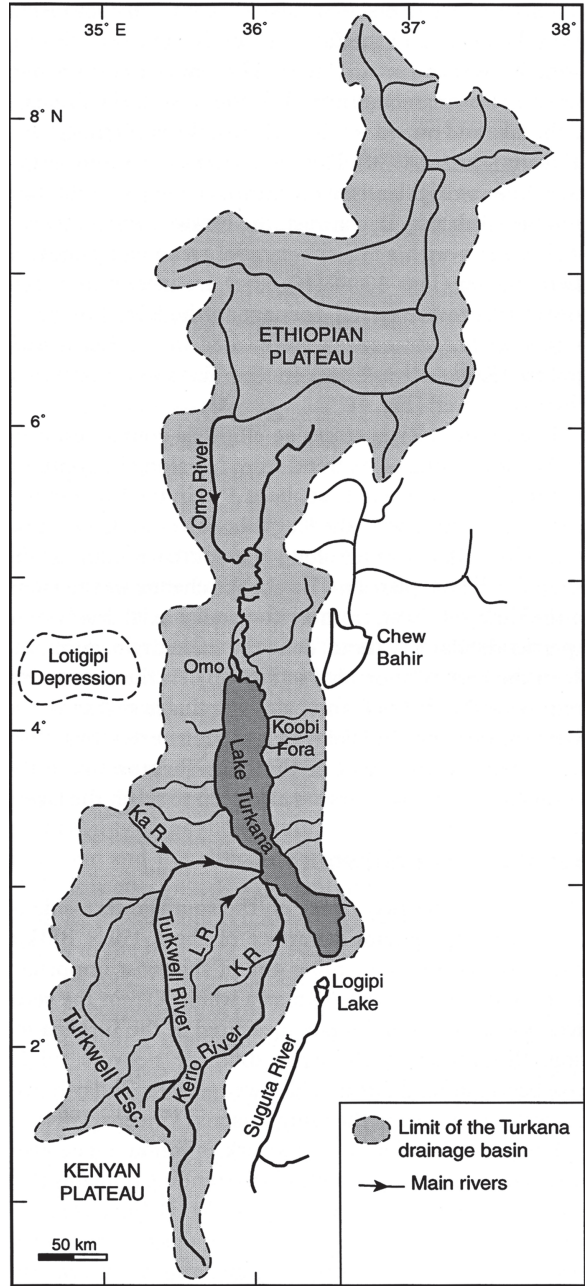 35° E
36°
37°
38°
8° N
ETHIOPIAN
PLATEAU
6°
Omo River
Chew
Bahir
Lotigipi
Depression
Omo
4°
Koobi
Fora
Lake Turkana
Ka R
Turkwell River
L R
K R
Logipi
Lake
Turkwell Esc.
Kerio River
2°
Suguta River
KENYAN
PLATEAU
Limit of the Turkana
drainage basin
Main rivers
50 km